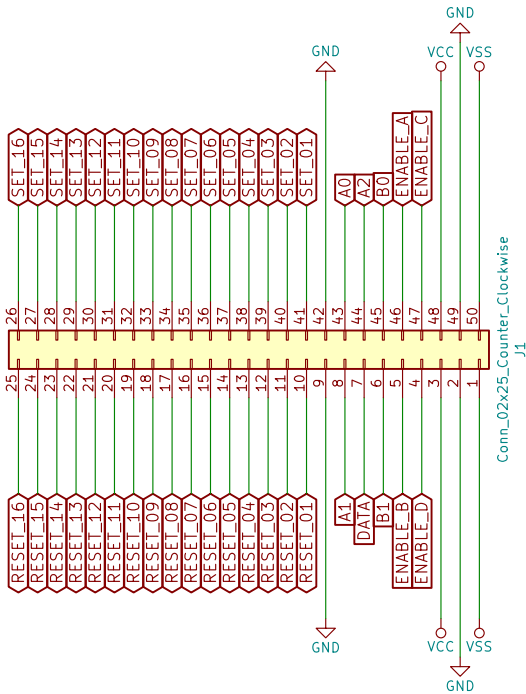 GND
GND
VCC
VSS
SET_16
SET_15
SET_14
SET_13
SET_12
SET_11
SET_10
SET_09
SET_08
SET_07
SET_06
SET_05
SET_04
SET_03
SET_02
SET_01
A0
A2
B0
ENABLE_A
ENABLE_C
26
27
28
29
30
31
32
33
34
35
36
37
38
39
40
41
42
43
44
45
46
47
48
49
50
Conn_02x25_Counter_Clockwise
J1
25
24
23
22
21
20
19
18
17
16
15
14
13
12
11
10
9
8
7
6
5
4
3
2
1
RESET_16
RESET_15
RESET_14
RESET_13
RESET_12
RESET_11
RESET_10
RESET_09
RESET_08
RESET_07
RESET_06
RESET_05
RESET_04
RESET_03
RESET_02
RESET_01
A1
DATA
B1
ENABLE_B
ENABLE_D
GND
VCC
VSS
GND